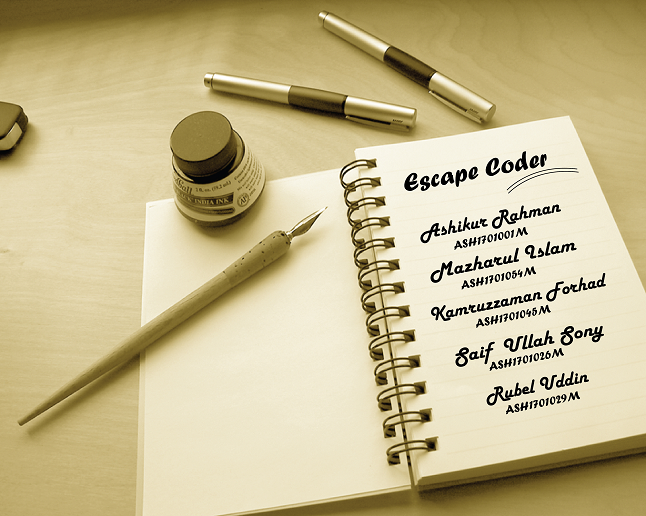 INDIA INK
Escape Coder
Ashikur Rahman
ASH1701001M
Mazharul Islam
ASH1701054M
Kamruzzaman Forhad
ASH1701045M
Saif Ullah Sony
ASH1701026M
Rubel Uddin
ASH1701029M